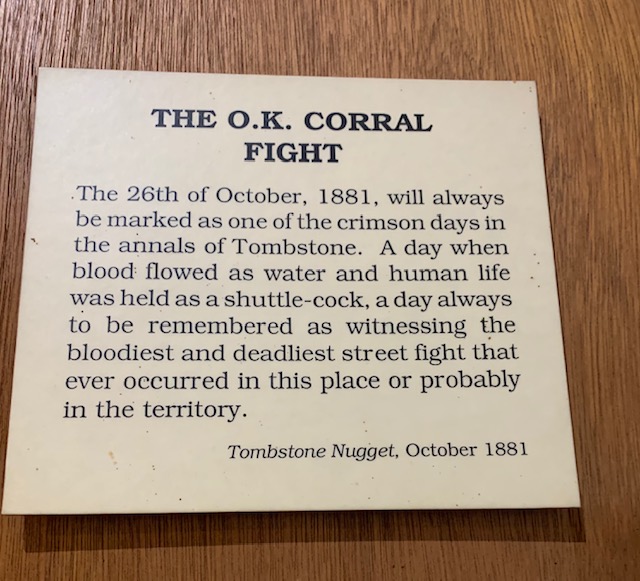 THE O.K. CORRAL
FIGHT
The 26th of October, 1881, will always
be marked as one of the crimson days in
the annals of Tombstone. A day when
blood flowed as water and human life
was held as a shuttle-cock, a day always
to be remembered as witnessing the
bloodiest and deadliest street fight that
ever occurred in this place or probably
in the territory.
Tombstone Nugget, October 1881